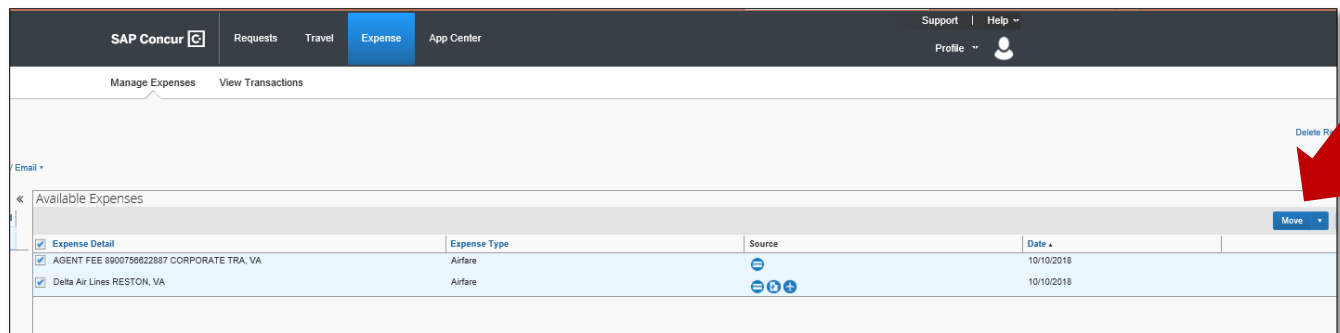 Support | Help
SAP Concur C Requests Travel Expense App Center
Profile
Manage Expenses View Transactions
Delete
/ Email
« Available Expenses
Move
Expense Detail Expense Type Source Date
AGENT FEE 8900756622887 CORPORATE TRA, VA Airfare 10/10/2018
Delta Air Lines RESTON, VA Airfare 10/10/2018